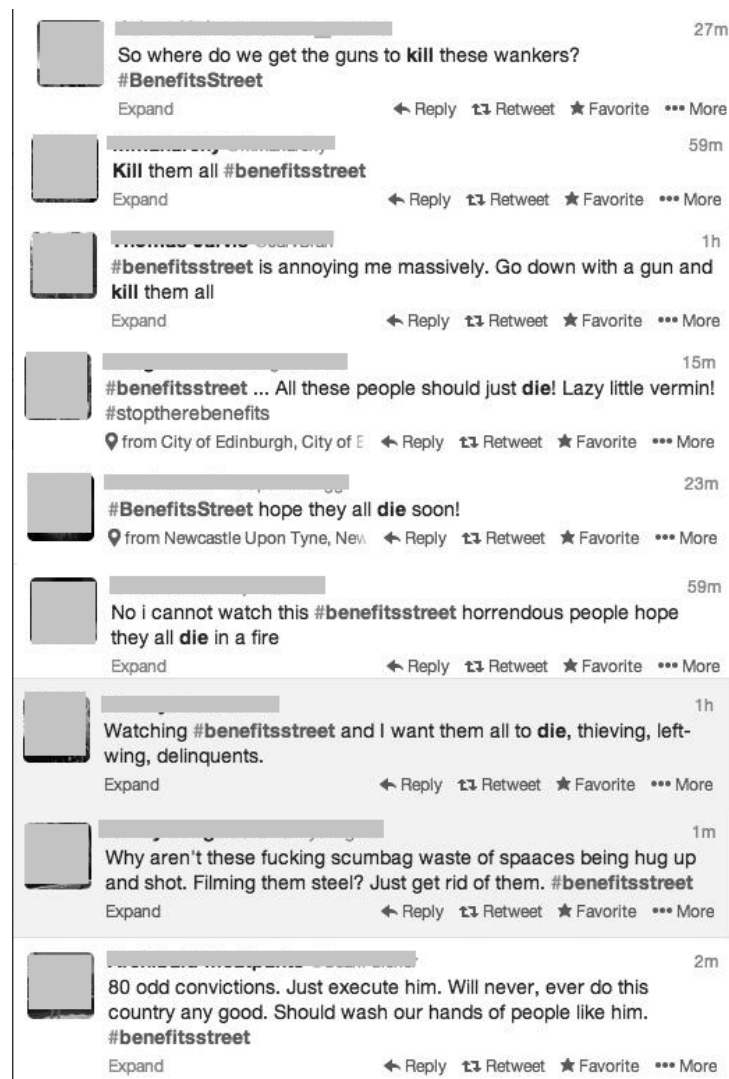 27m
So where do we get the guns to kill these wankers?
#BenefitsStreet
Expand Reply Retweet Favorite More
59m
Kill them all #benefitsstreet
Expand Reply Retweet Favorite More
1h
#benefitsstreet is annoying me massively. Go down with a gun and
kill them all
Expand Reply Retweet Favorite More
15m
#benefitsstreet ... All these people should just die! Lazy little vermin!
#stoptherebenefits
from City of Edinburgh, City of E Reply Retweet Favorite More
23m
#BenefitsStreet hope they all die soon!
from Newcastle Upon Tyne, New Reply Retweet Favorite More
59m
No i cannot watch this #benefitsstreet horrendous people hope
they all die in a fire
Expand Reply Retweet Favorite More
1h
Watching #benefitsstreet and I want them all to die, thieving, left-
wing, delinquents.
Expand Reply Retweet Favorite More
1m
Why aren't these fucking scumbag waste of spaaces being hug up
and shot. Filming them steel? Just get rid of them. #benefitsstreet
Expand Reply Retweet Favorite More
2m
80 odd convictions. Just execute him. Will never, ever do this
country any good. Should wash our hands of people like him.
#benefitsstreet
Expand Reply Retweet Favorite More